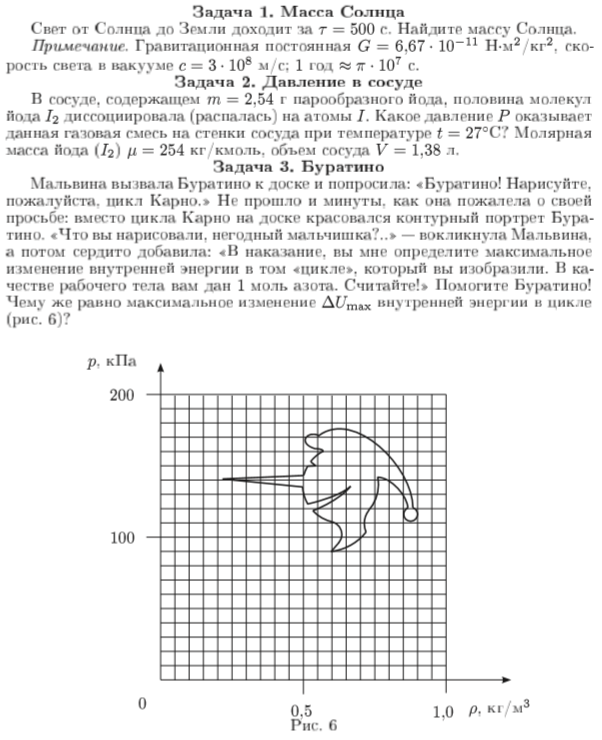 Задача 1. Масса Солнца
Свет от Солнца до Земли доходит за τ = 500 с. Найдите массу Солнца.
Примечание. Гравитационная постоянная G = 6,67 · 10⁻¹¹ Н·м²/кг², ско-
рость света в вакууме c = 3 · 10⁸ м/с; 1 год ≈ π · 10⁷ с.
Задача 2. Давление в сосуде
В сосуде, содержащем m = 2,54 г парообразного йода, половина молекул
йода I₂ диссоциировала (распалась) на атомы I. Какое давление P оказывает
данная газовая смесь на стенки сосуда при температуре t = 27°C? Молярная
масса йода (I₂) μ = 254 кг/кмоль, объем сосуда V = 1,38 л.
Задача 3. Буратино
Мальвина вызвала Буратино к доске и попросила: «Буратино! Нарисуйте,
пожалуйста, цикл Карно.» Не прошло и минуты, как она пожалела о своей
просьбе: вместо цикла Карно на доске красовался контурный портрет Бура-
тино. «Что вы нарисовали, негодный мальчишка?..» — вокликнула Мальвина,
а потом сердито добавила: «В наказание, вы мне определите максимальное
изменение внутренней энергии в том «цикле», который вы изобразили. В ка-
честве рабочего тела вам дан 1 моль азота. Считайте!» Помогите Буратино!
Чему же равно максимальное изменение ΔUmax внутренней энергии в цикле
(рис. 6)?
p, кПа
200
100
0
0,5
1,0 ρ, кг/м³
Рис. 6